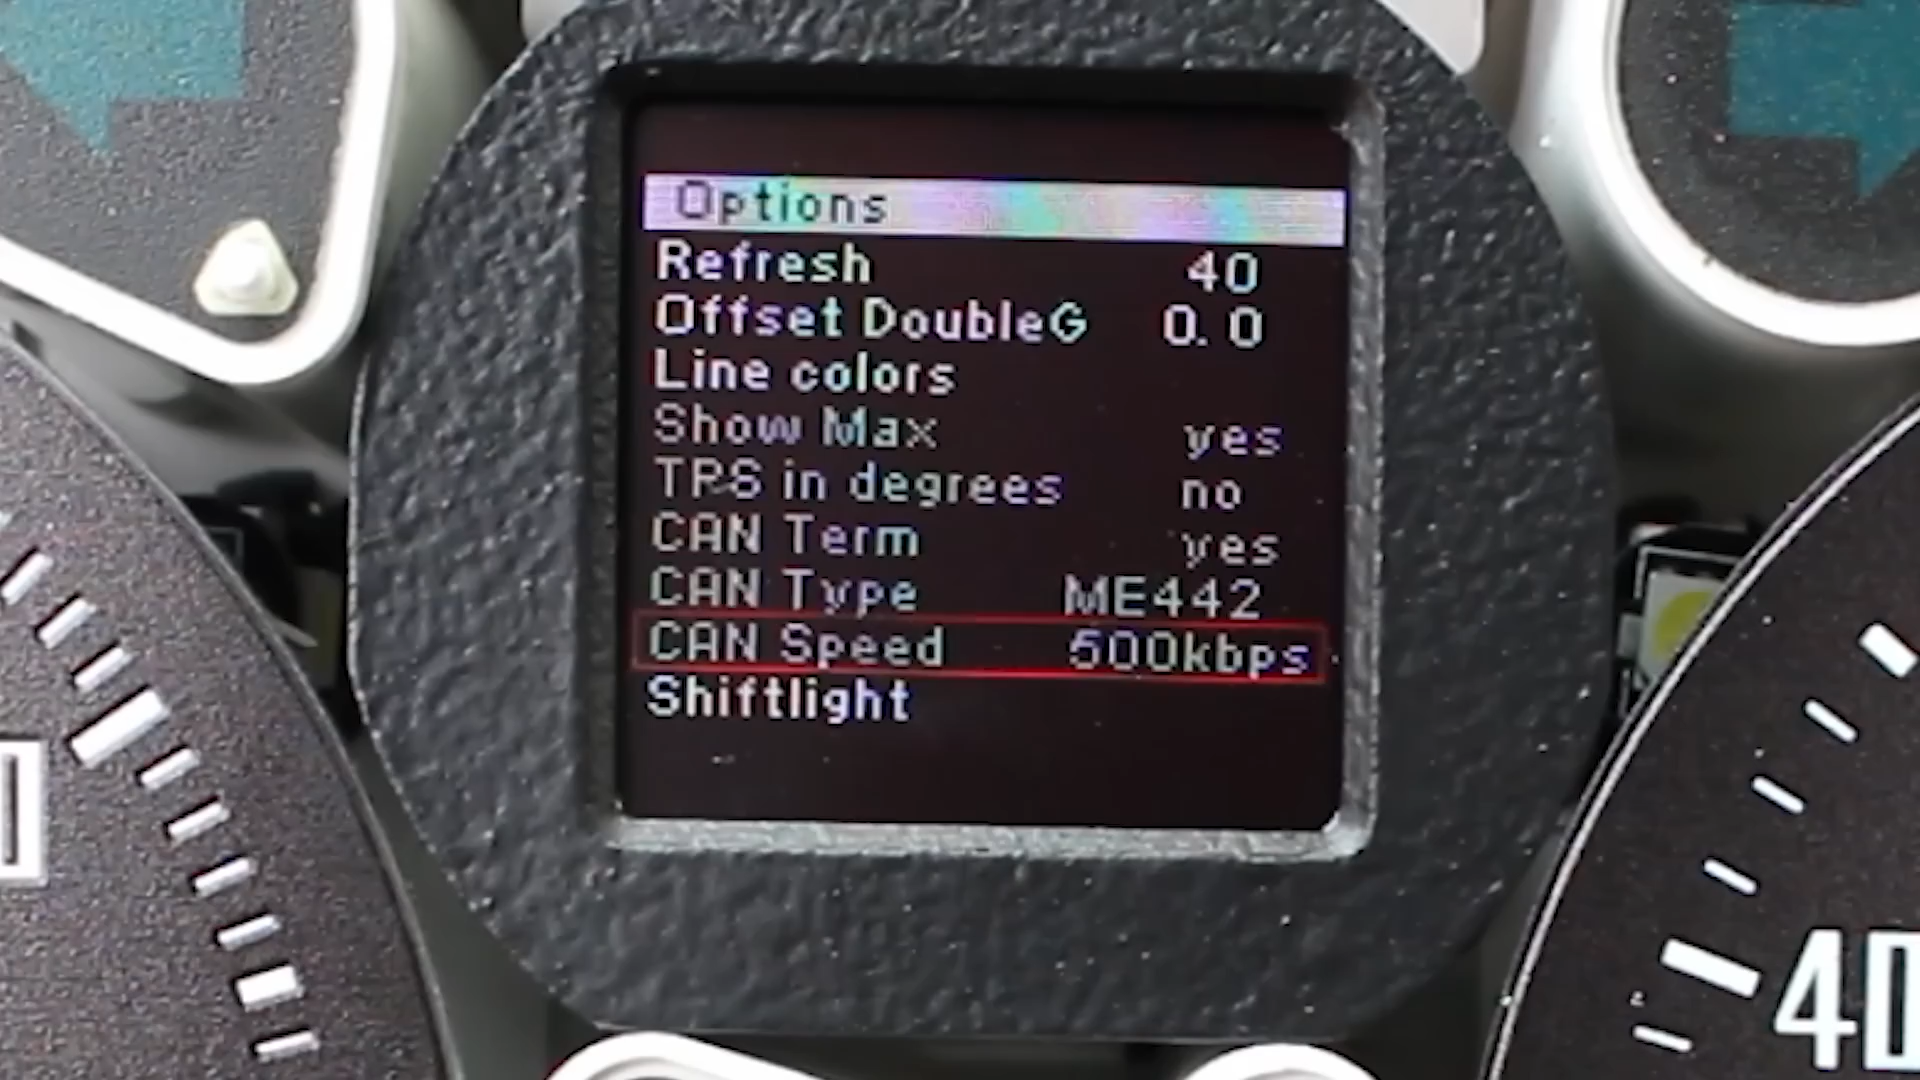 Options
Refresh 40
Offset DoubleG 0.0
Line colors
Show Max yes
TPS in degrees no
CAN Term yes
CAN Type ME442
CAN Speed 500kbps
Shiftlight